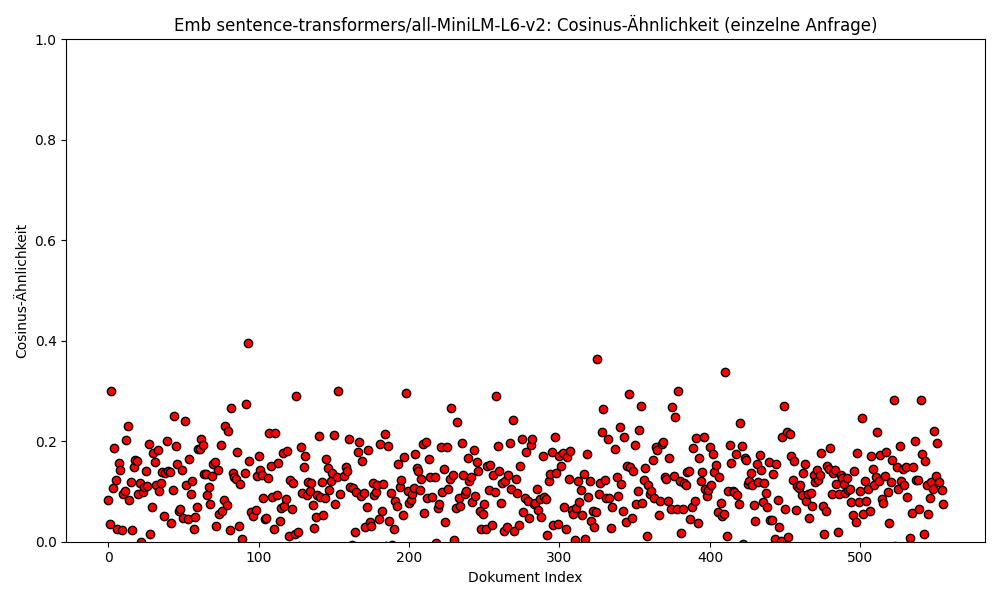 Emb sentence-transformers/all-MiniLM-L6-v2: Cosinus-Ähnlichkeit (einzelne Anfrage)
1.0
0.8
0.6
0.4
0.2
0.0
Cosinus-Ähnlichkeit
0 100 200 300 400 500
Dokument Index